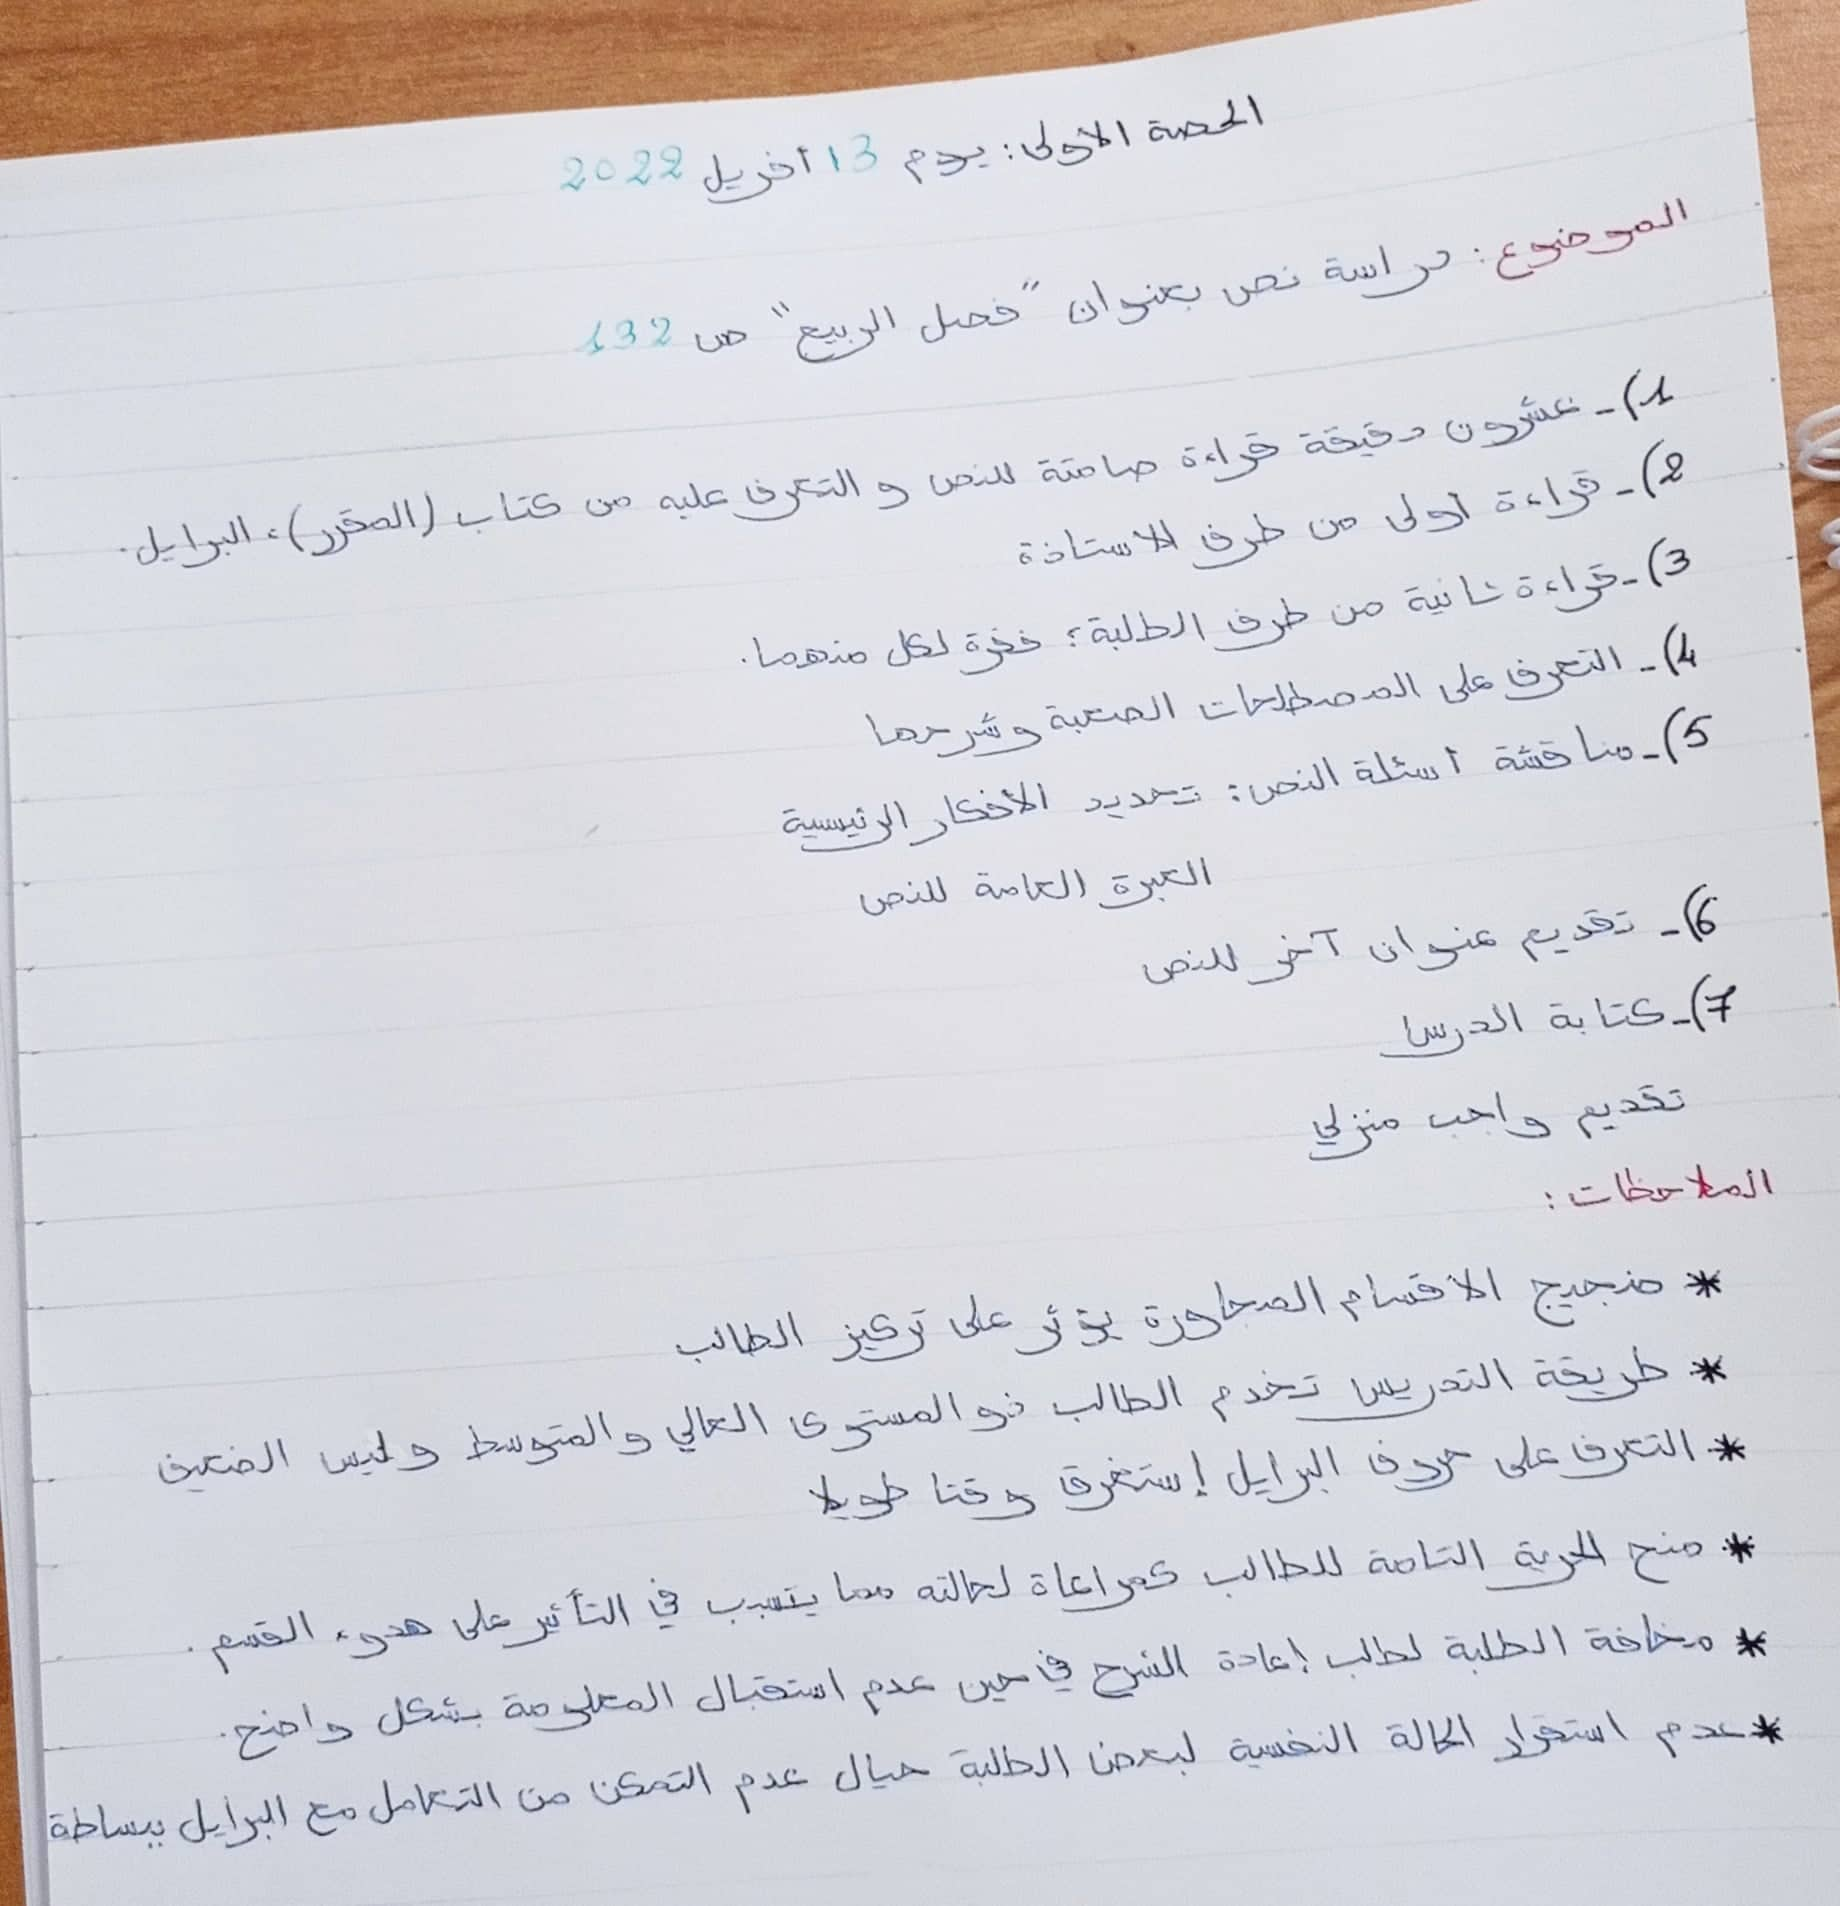 الحصة الاولى: يوم 13 أفريل 2022
الموضوع: دراسة نص بعنوان "فصل الربيع" ص 132
1)- عشرون دقيقة قراءة صامتة للنص و التعرف عليه من كتاب (المقرر)، البرايل.
2)- قراءة أولى من طرف الاستاذة
3)- قراءة ثانية من طرف الطلبة؛ فقرة لكل منهما.
4)- التعرف على المصطلحات الصعبة وشرحها
5)- مناقشة أسئلة النص: تحديد الأفكار الرئيسية
العبرة العامة للنص
6)- تقديم عنوان آخر للنص
7)- كتابة الدرس
تقديم واجب منزلي
الملاحظات:
* ضجيج الاقسام المجاورة يؤثر على تركيز الطالب
* طريقة التدريس تخدم الطالب ذو المستوى العالي والمتوسط وليس الضعيف
* التعرف على حروف البرايل إستغرق وقتا طويلا
* منح الحرية التامة للطالب كمراعاة لحالته مما يتسبب في التأثير على هدوء القسم.
* مخافة الطلبة لطلب إعادة الشرح في حين عدم استقبال المعلومة بشكل واضح.
* عدم استقرار الحالة النفسية لبعض الطلبة حيال عدم التمكن من التعامل مع البرايل ببساطة